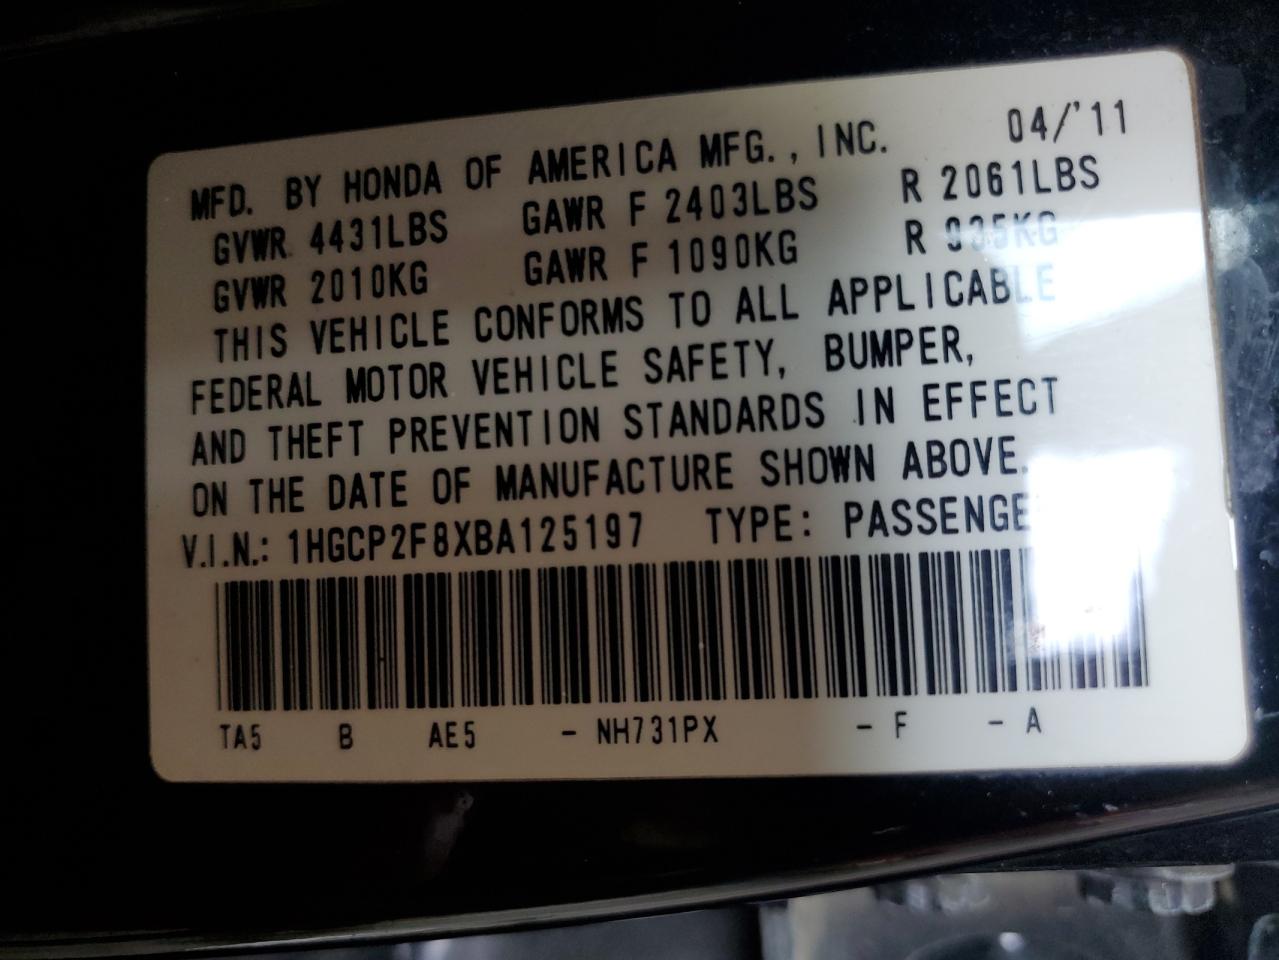 MFD. BY HONDA OF AMERICA MFG., INC. 04/'11
GVWR 4431LBS GAWR F 2403LBS R 2061LBS
GVWR 2010KG GAWR F 1090KG R 935KG
THIS VEHICLE CONFORMS TO ALL APPLICABLE
FEDERAL MOTOR VEHICLE SAFETY, BUMPER,
AND THEFT PREVENTION STANDARDS IN EFFECT
ON THE DATE OF MANUFACTURE SHOWN ABOVE.
V.I.N.: 1HGCP2F8XBA125197 TYPE: PASSENGE
TA5 B AE5 - NH731PX - F - A